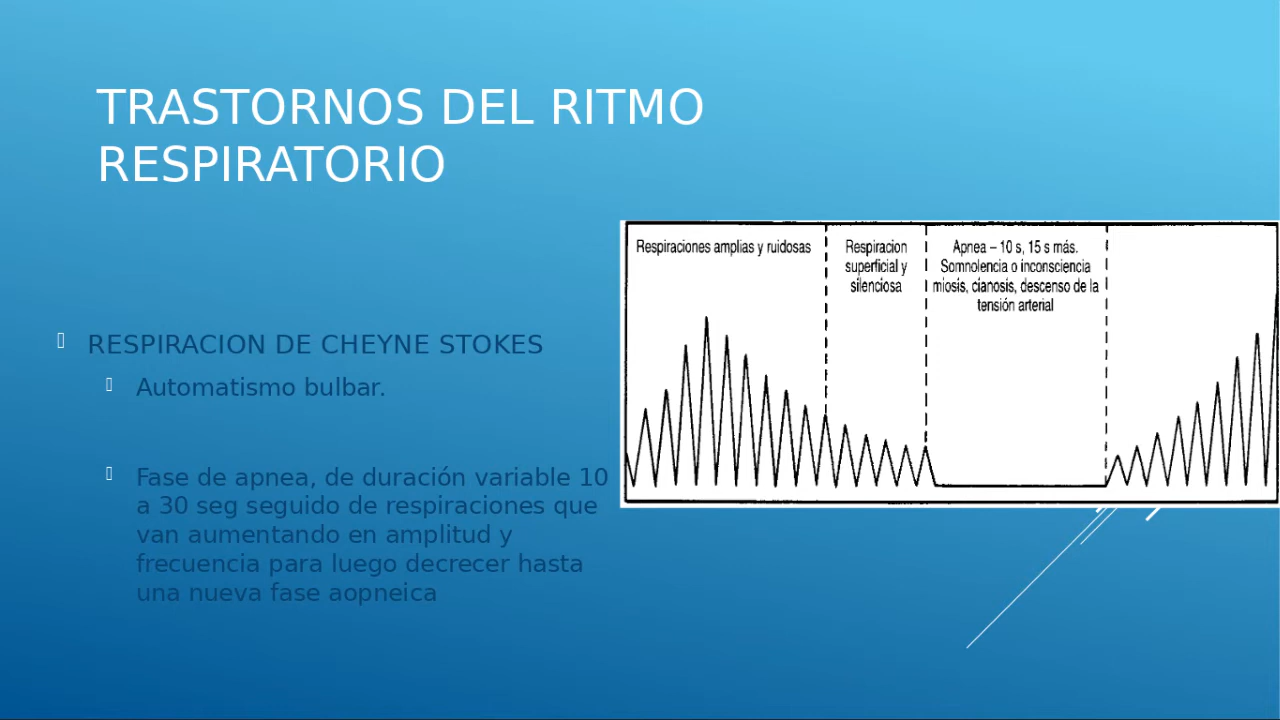 TRASTORNOS DEL RITMO
RESPIRATORIO
RESPIRACION DE CHEYNE STOKES
Automatismo bulbar.
Fase de apnea, de duración variable 10
a 30 seg seguido de respiraciones que
van aumentando en amplitud y
frecuencia para luego decrecer hasta
una nueva fase aopneica
Respiraciones amplias y ruidosas
Respiracion
superficial y
silenciosa
Apnea – 10 s, 15 s más.
Somnolencia o inconsciencia
miosis, cianosis, descenso de la
tensión arterial